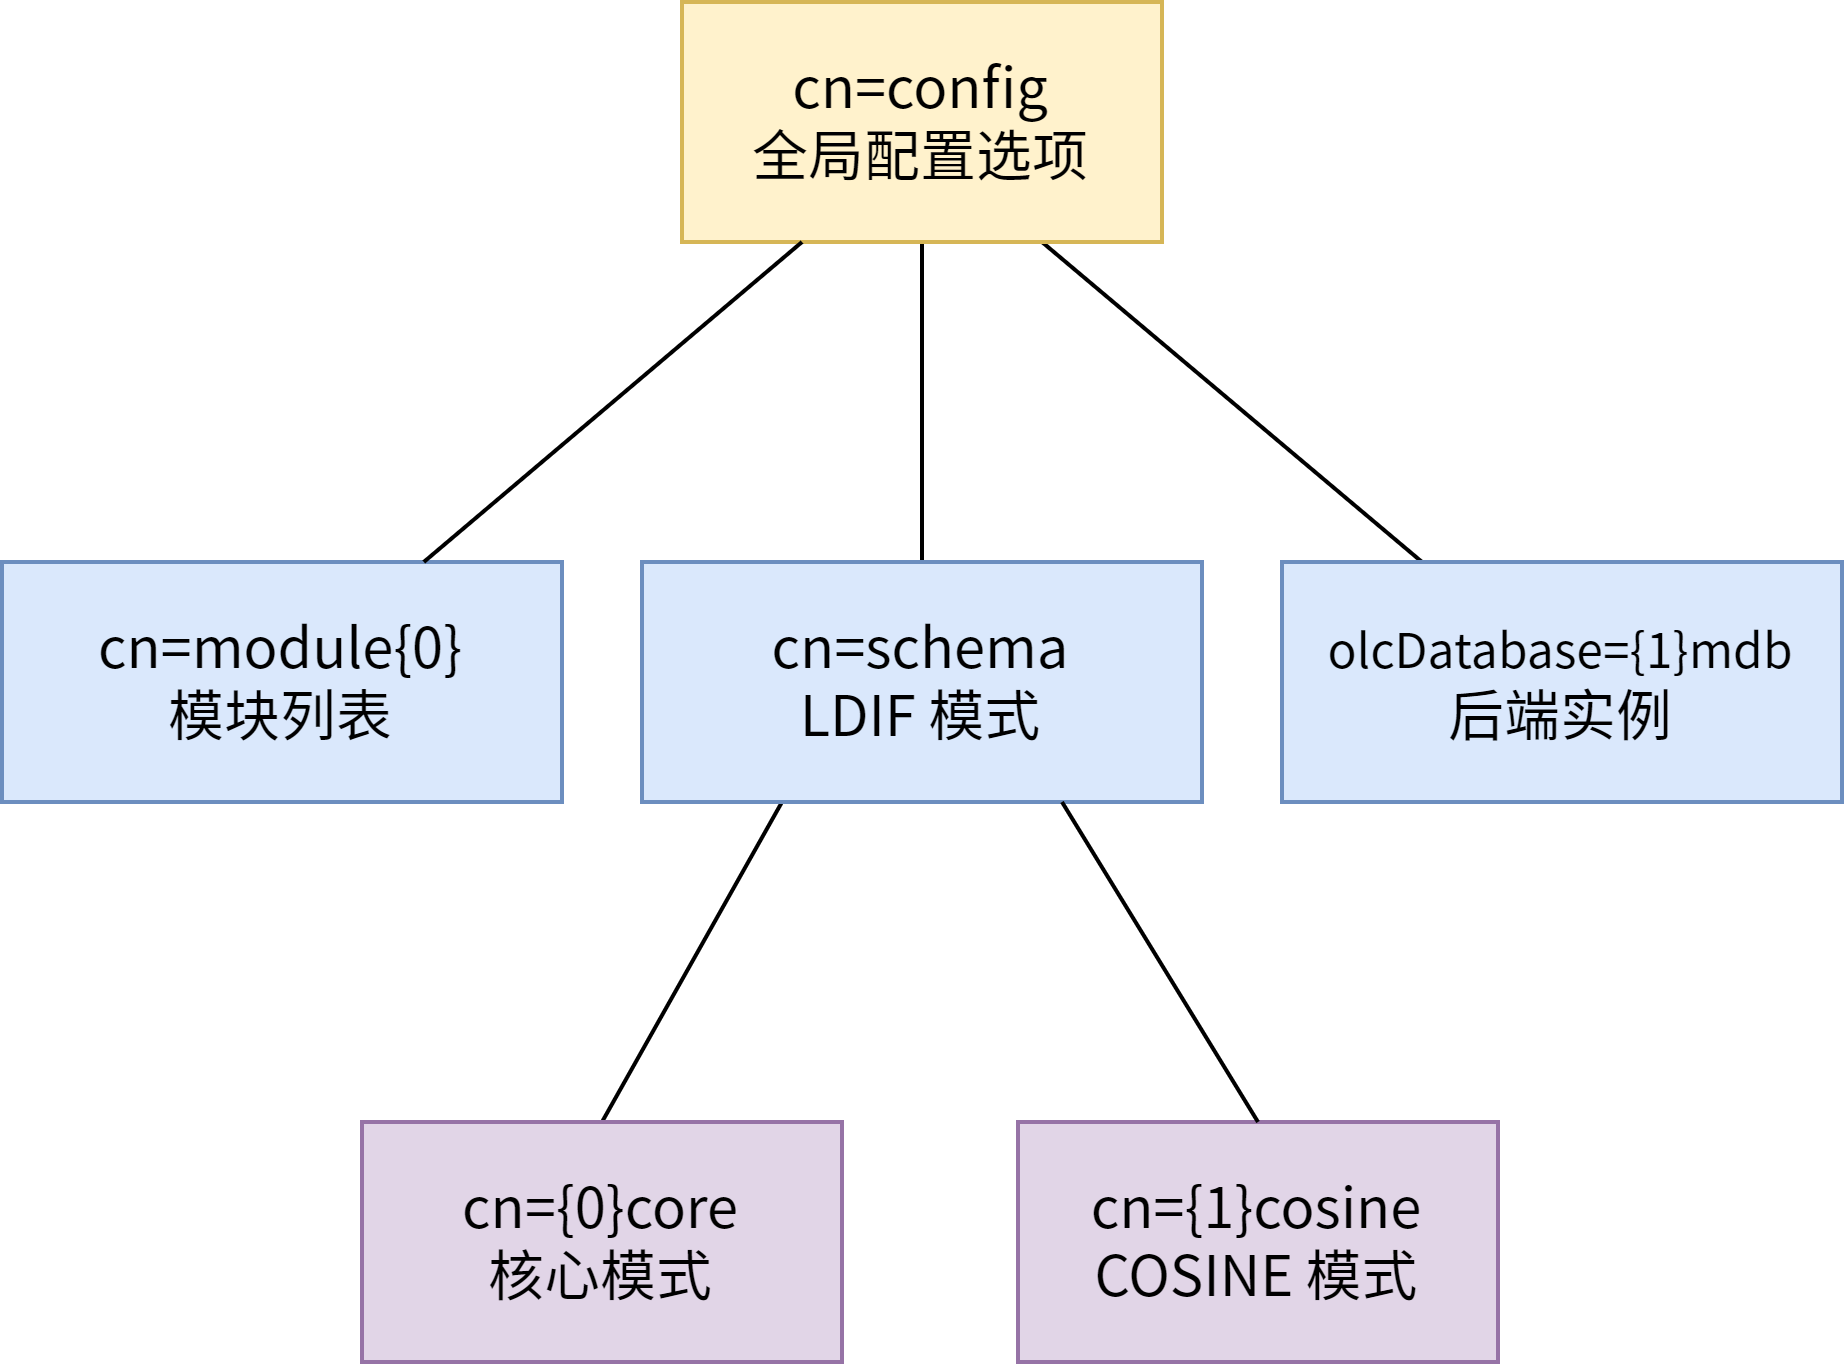 cn=config
全局配置选项
cn=module{0}
模块列表
cn=schema
LDIF 模式
olcDatabase={1}mdb
后端实例
cn={0}core
核心模式
cn={1}cosine
COSINE 模式